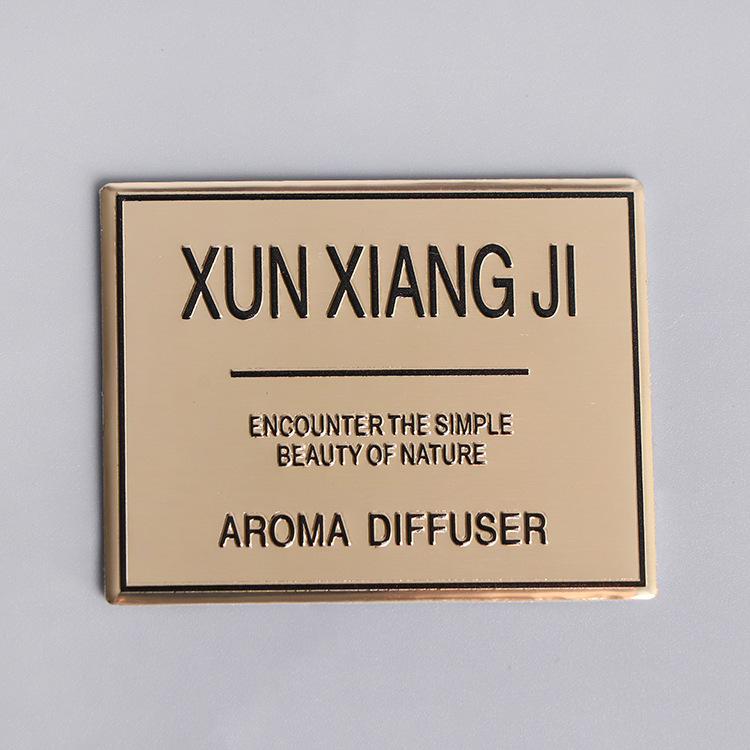 XUN XIANG JI
ENCOUNTER THE SIMPLE
BEAUTY OF NATURE
AROMA DIFFUSER